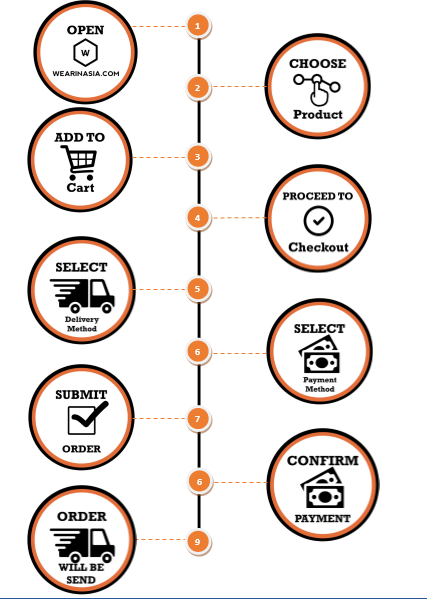 OPEN
W
WEARINASIA.COM
1
2
CHOOSE
Product
ADD TO
Cart
3
4
PROCEED TO
Checkout
SELECT
Delivery
Method
5
6
SELECT
Payment
Method
SUBMIT
ORDER
7
6
CONFIRM
PAYMENT
ORDER
WILL BE
SEND
9